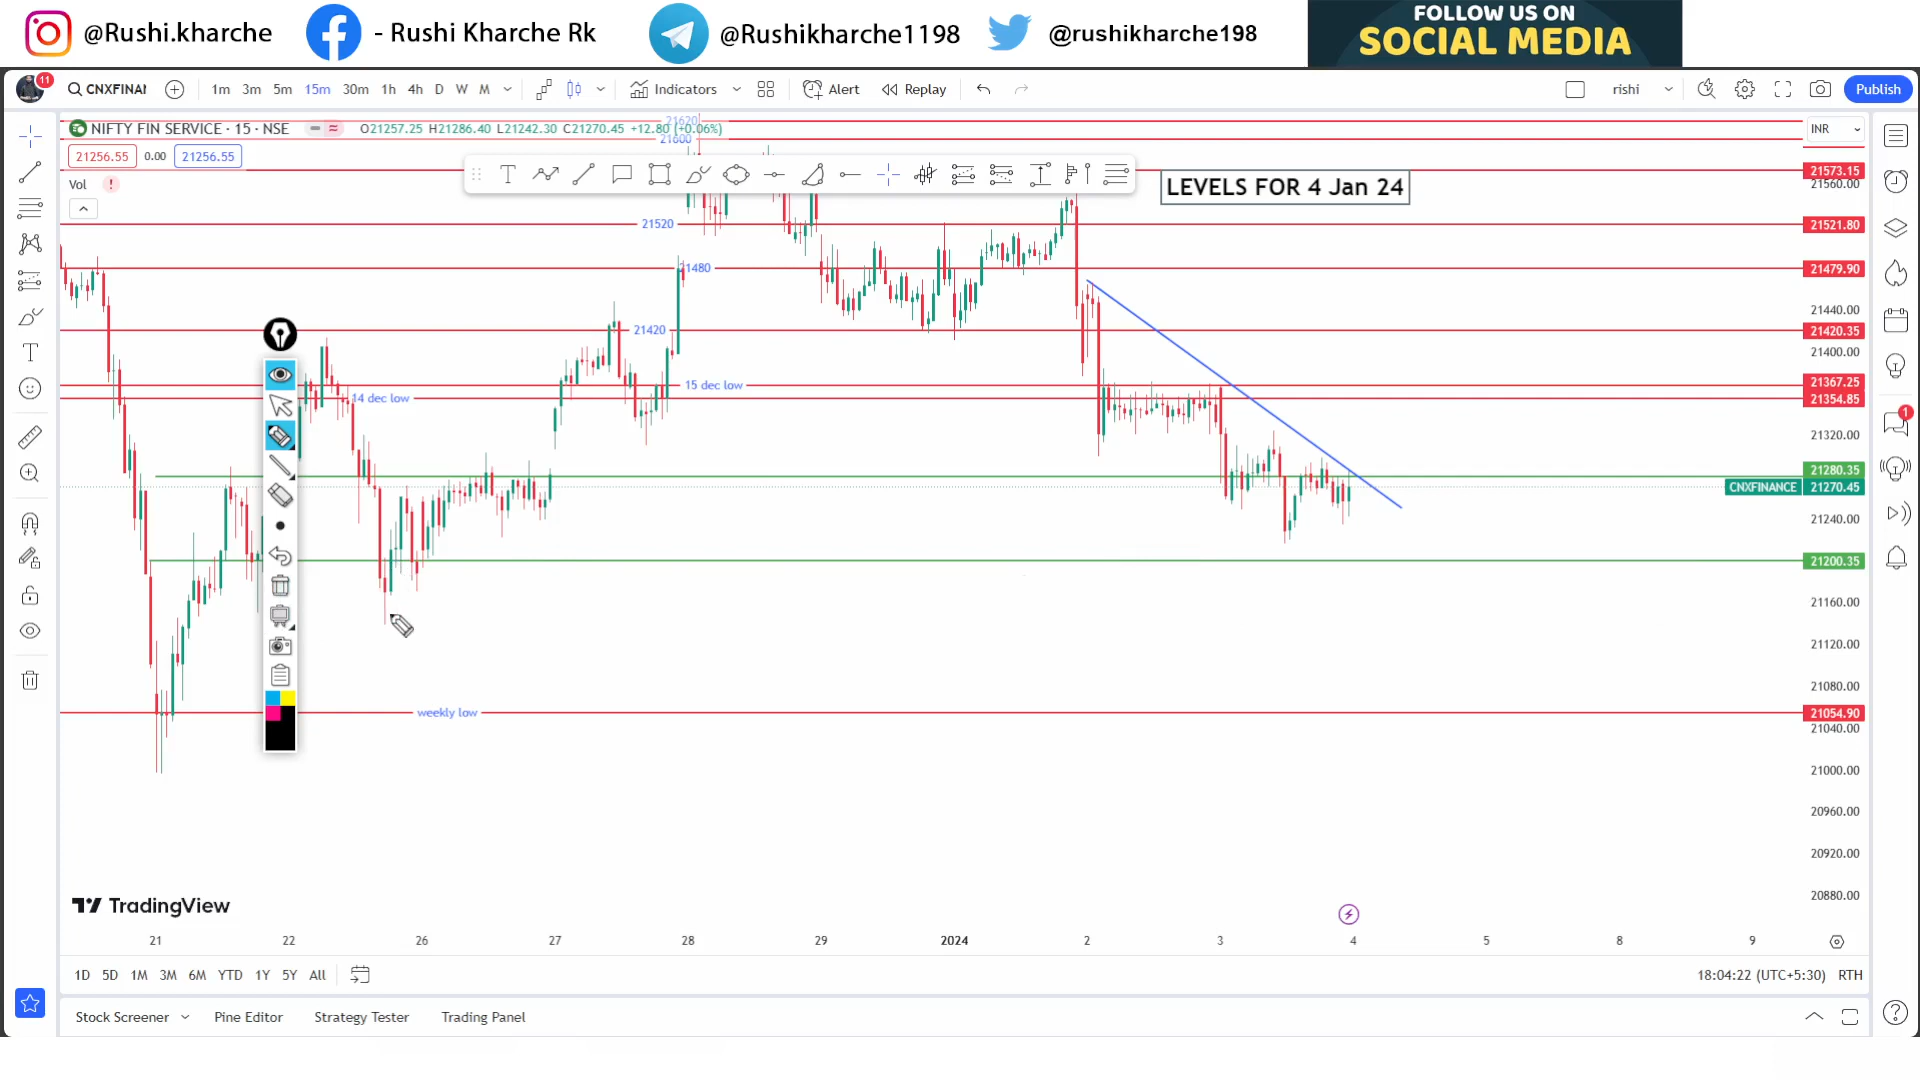 @Rushi.kharche
- Rushi Kharche Rk
@Rushikharche1198
@rushikharche198
FOLLOW US ON
SOCIAL MEDIA
11
CNXFINAI
1m 3m 5m 15m 30m 1h 4h D W M
Indicators
Alert
Replay
rishi
Publish
NIFTY FIN SERVICE · 15 · NSE
O21257.25 H21286.40 L21242.30 C21270.45 +12.80 (+0.06%)
INR
21256.55 0.00 21256.55
Vol
LEVELS FOR 4 Jan 24
21620
21600
21520
21480
21420
15 dec low
14 dec low
weekly low
21573.15
21560.00
21521.80
21479.90
21440.00
21420.35
21400.00
21367.25
21354.85
21320.00
21280.35
CNXFINANCE 21270.45
21240.00
21200.35
21160.00
21120.00
21080.00
21054.90
21040.00
21000.00
20960.00
20920.00
20880.00
1
TradingView
21 22 26 27 28 29 2024 2 3 4 5 8 9
1D 5D 1M 3M 6M YTD 1Y 5Y All
18:04:22 (UTC+5:30) RTH
Stock Screener Pine Editor Strategy Tester Trading Panel